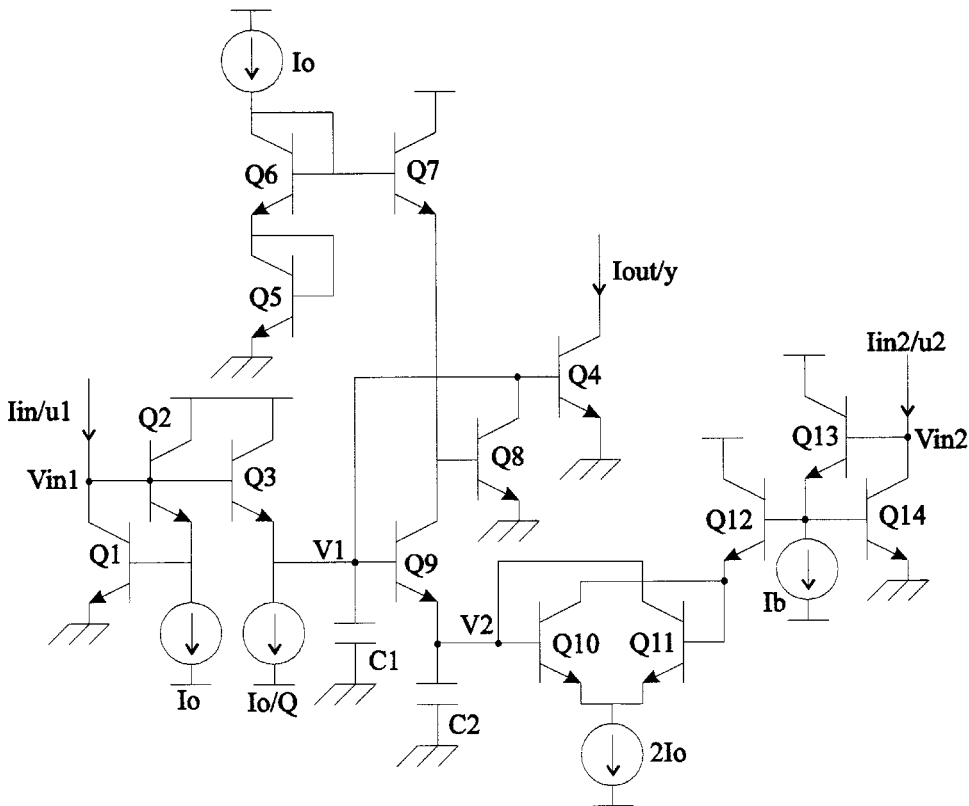 Io
Q6
Q7
Q5
Iout/y
Q4
Iin/u1
Q2
Q3
Vin1
Q8
Iin2/u2
Q13
Vin2
Q12
Q14
Q1
V1
Q9
Ib
V2
Q10
Q11
C1
Io
Io/Q
C2
2Io